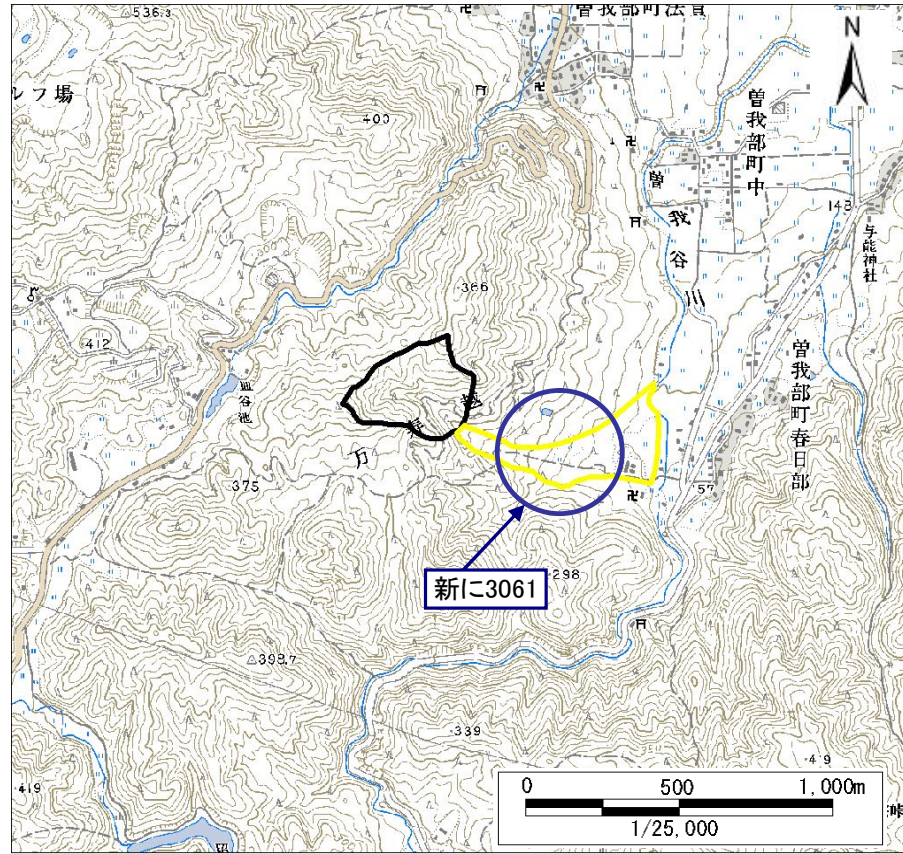 △536.3
曽我部町法貴
N
ルフ場
400
曽我部町中
曽我谷川
148
与能神社
366
412
皿谷池
曽我部町春日部
万
375
57
298
新に3061
△398.7
339
419
419
0 500 1,000m
1/25,000
峠